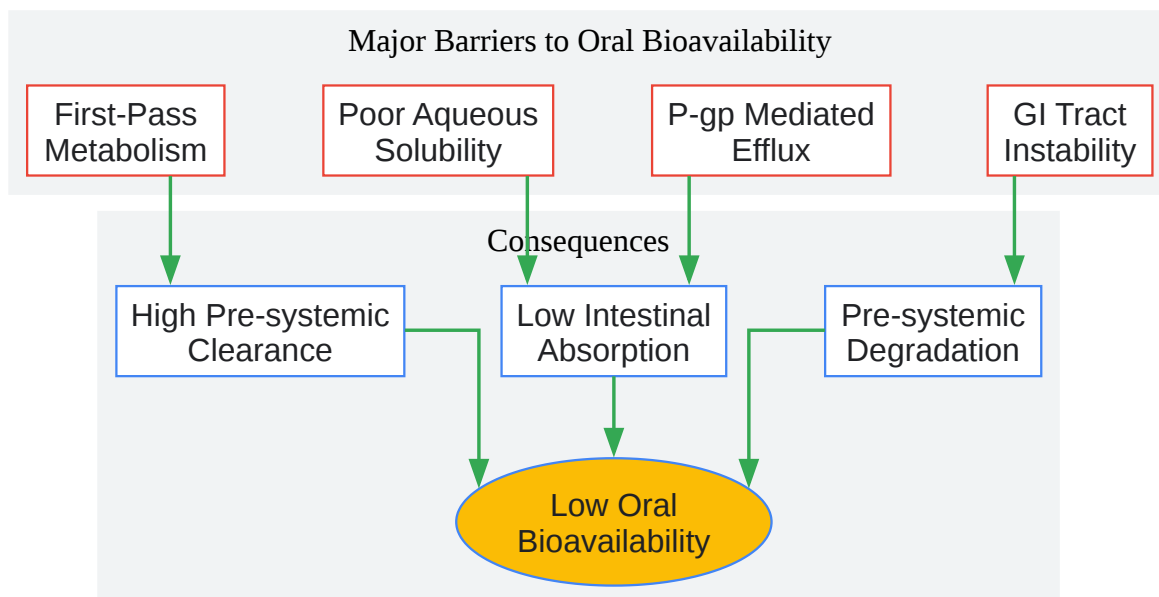 Major Barriers to Oral Bioavailability
First-Pass
Metabolism
Poor Aqueous
Solubility
P-gp Mediated
Efflux
GI Tract
Instability
Consequences
High Pre-systemic
Clearance
Low Intestinal
Absorption
Pre-systemic
Degradation
Low Oral
Bioavailability